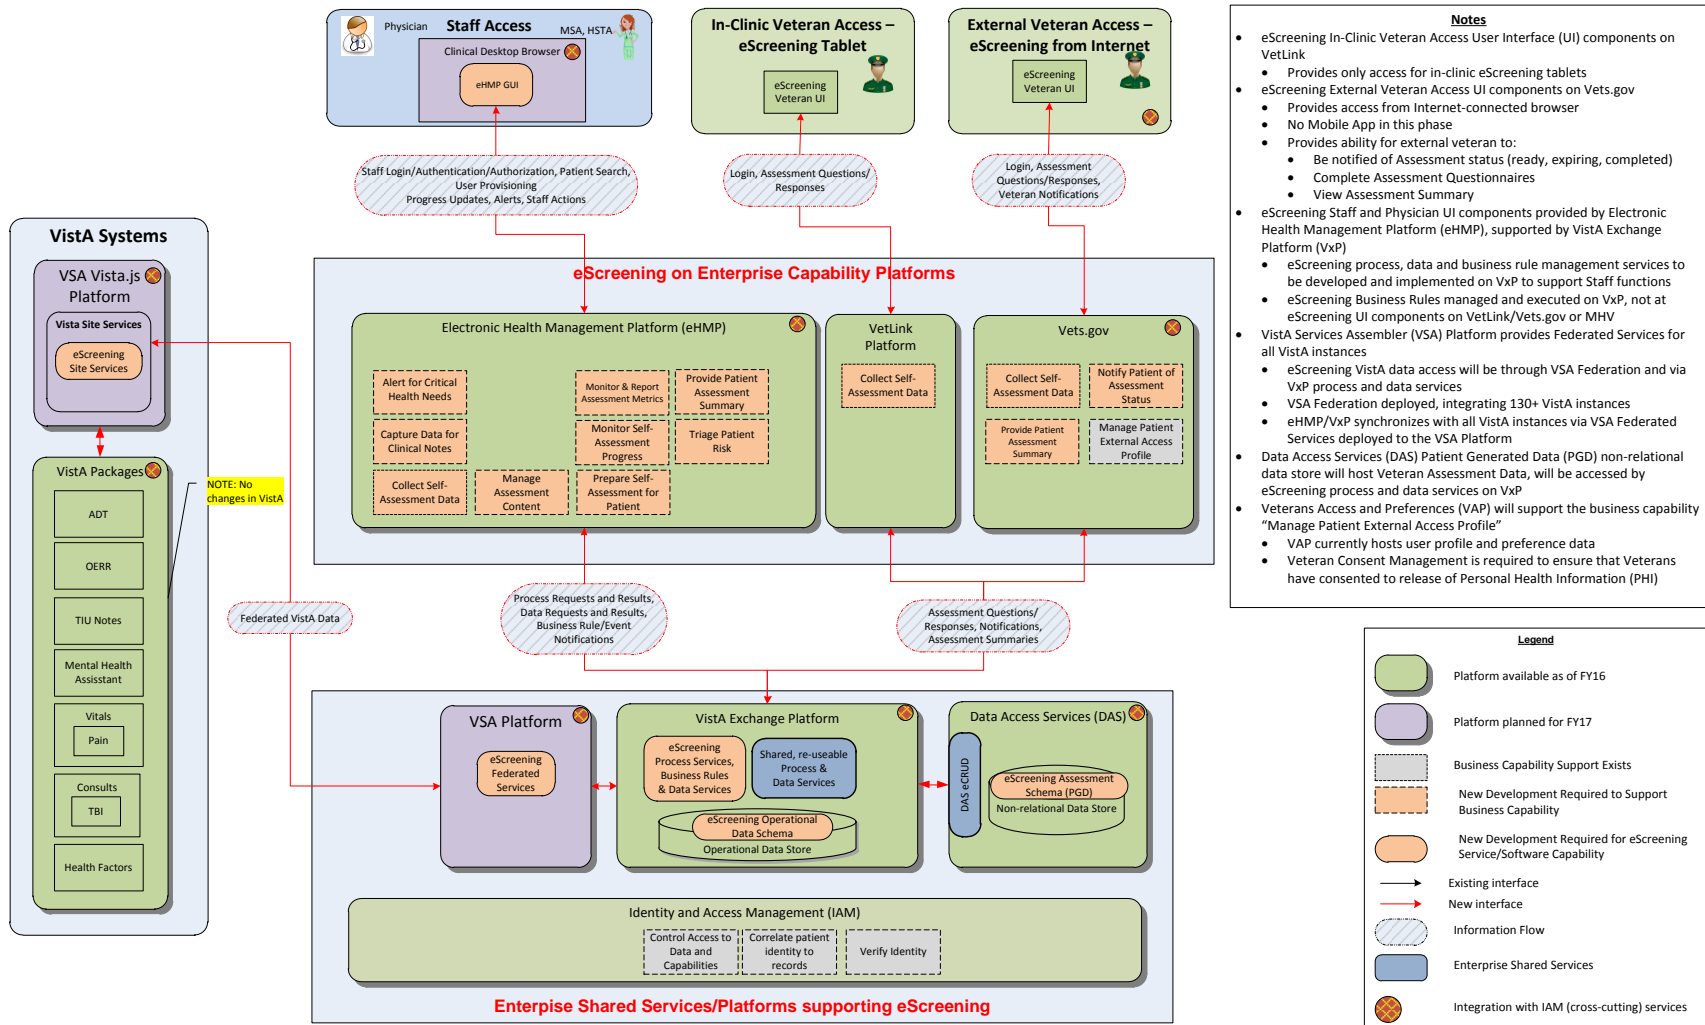 Physician
Staff Access
MSA, HSTA
Clinical Desktop Browser
eHMP GUI
In-Clinic Veteran Access –
eScreening Tablet
eScreening
Veteran UI
External Veteran Access –
eScreening from Internet
eScreening
Veteran UI
Staff Login/Authentication/Authorization, Patient Search,
User Provisioning
Progress Updates, Alerts, Staff Actions
Login, Assessment Questions/
Responses
Login, Assessment
Questions/Responses,
Veteran Notifications
VistA Systems
VSA Vista.js
Platform
Vista Site Services
eScreening
Site Services
VistA Packages
NOTE: No
changes in VistA
ADT
OERR
TIU Notes
Mental Health
Assisstant
Vitals
Pain
Consults
TBI
Health Factors
Federated VistA Data
eScreening on Enterprise Capability Platforms
Electronic Health Management Platform (eHMP)
Alert for Critical
Health Needs
Monitor & Report
Assessment Metrics
Provide Patient
Assessment
Summary
Capture Data for
Clinical Notes
Monitor Self-
Assessment
Progress
Triage Patient
Risk
Collect Self-
Assessment Data
Manage
Assessment
Content
Prepare Self-
Assessment for
Patient
VetLink
Platform
Collect Self-
Assessment Data
Vets.gov
Collect Self-
Assessment Data
Notify Patient of
Assessment
Status
Provide Patient
Assessment
Summary
Manage Patient
External Access
Profile
Process Requests and Results,
Data Requests and Results,
Business Rule/Event
Notifications
Assessment Questions/
Responses, Notifications,
Assessment Summaries
VSA Platform
eScreening
Federated
Services
VistA Exchange Platform
eScreening
Process Services,
Business Rules
& Data Services
Shared, re-useable
Process &
Data Services
eScreening Operational
Data Schema
Operational Data Store
Data Access Services (DAS)
DAS eCRUD
eScreening Assessment
Schema (PGD)
Non-relational Data Store
Identity and Access Management (IAM)
Control Access to
Data and
Capabilities
Correlate patient
identity to
records
Verify Identity
Enterpise Shared Services/Platforms supporting eScreening
Notes
• eScreening In-Clinic Veteran Access User Interface (UI) components on
VetLink
• Provides only access for in-clinic eScreening tablets
• eScreening External Veteran Access UI components on Vets.gov
• Provides access from Internet-connected browser
• No Mobile App in this phase
• Provides ability for external veteran to:
• Be notified of Assessment status (ready, expiring, completed)
• Complete Assessment Questionnaires
• View Assessment Summary
• eScreening Staff and Physician UI components provided by Electronic
Health Management Platform (eHMP), supported by VistA Exchange
Platform (VxP)
• eScreening process, data and business rule management services to
be developed and implemented on VxP to support Staff functions
• eScreening Business Rules managed and executed on VxP, not at
eScreening UI components on VetLink/Vets.gov or MHV
• VistA Services Assembler (VSA) Platform provides Federated Services for
all VistA instances
• eScreening VistA data access will be through VSA Federation and via
VxP process and data services
• VSA Federation deployed, integrating 130+ VistA instances
• eHMP/VxP synchronizes with all VistA instances via VSA Federated
Services deployed to the VSA Platform
• Data Access Services (DAS) Patient Generated Data (PGD) non-relational
data store will host Veteran Assessment Data, will be accessed by
eScreening process and data services on VxP
• Veterans Access and Preferences (VAP) will support the business capability
“Manage Patient External Access Profile”
• VAP currently hosts user profile and preference data
• Veteran Consent Management is required to ensure that Veterans
have consented to release of Personal Health Information (PHI)
Legend
Platform available as of FY16
Platform planned for FY17
Business Capability Support Exists
New Development Required to Support
Business Capability
New Development Required for eScreening
Service/Software Capability
Existing interface
New interface
Information Flow
Enterprise Shared Services
Integration with IAM (cross-cutting) services